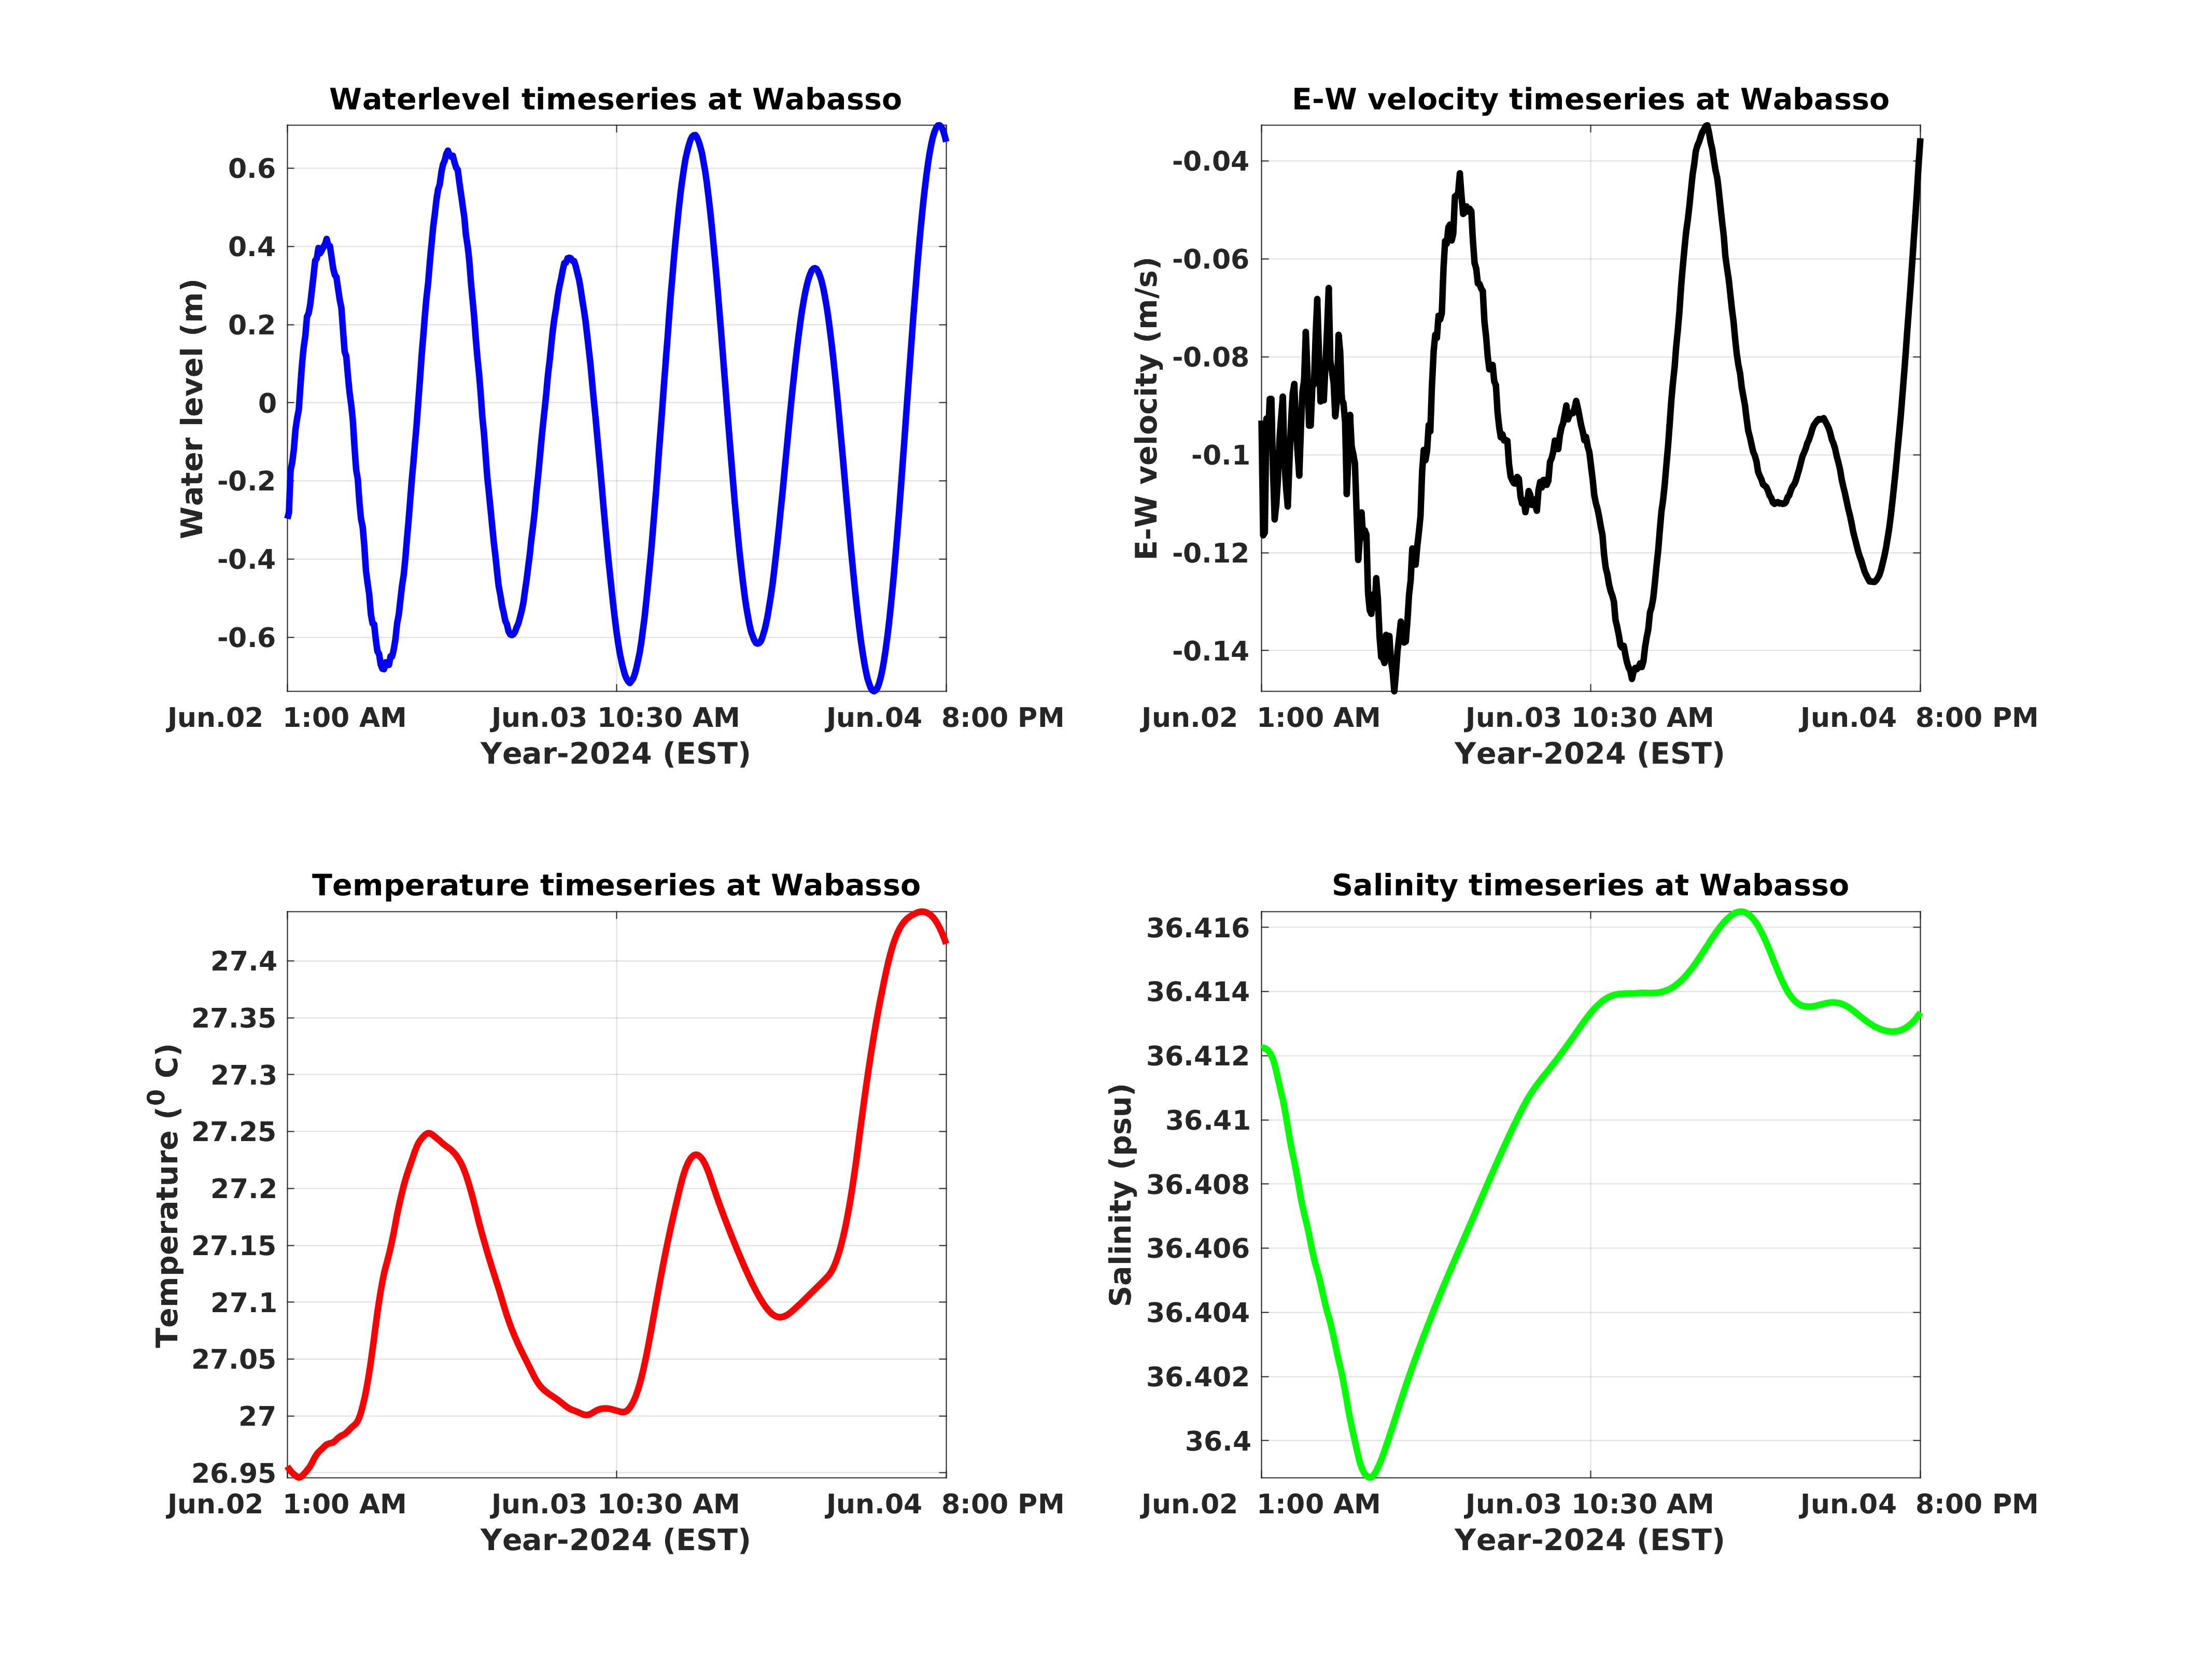 Waterlevel timeseries at Wabasso
Water level (m)
0.6
0.4
0.2
0
-0.2
-0.4
-0.6
Jun.02 1:00 AM
Jun.03 10:30 AM
Jun.04 8:00 PM
Year-2024 (EST)
E-W velocity timeseries at Wabasso
E-W velocity (m/s)
-0.04
-0.06
-0.08
-0.1
-0.12
-0.14
Jun.02 1:00 AM
Jun.03 10:30 AM
Jun.04 8:00 PM
Year-2024 (EST)
Temperature timeseries at Wabasso
Temperature (⁰ C)
27.4
27.35
27.3
27.25
27.2
27.15
27.1
27.05
27
26.95
Jun.02 1:00 AM
Jun.03 10:30 AM
Jun.04 8:00 PM
Year-2024 (EST)
Salinity timeseries at Wabasso
Salinity (psu)
36.416
36.414
36.412
36.41
36.408
36.406
36.404
36.402
36.4
Jun.02 1:00 AM
Jun.03 10:30 AM
Jun.04 8:00 PM
Year-2024 (EST)